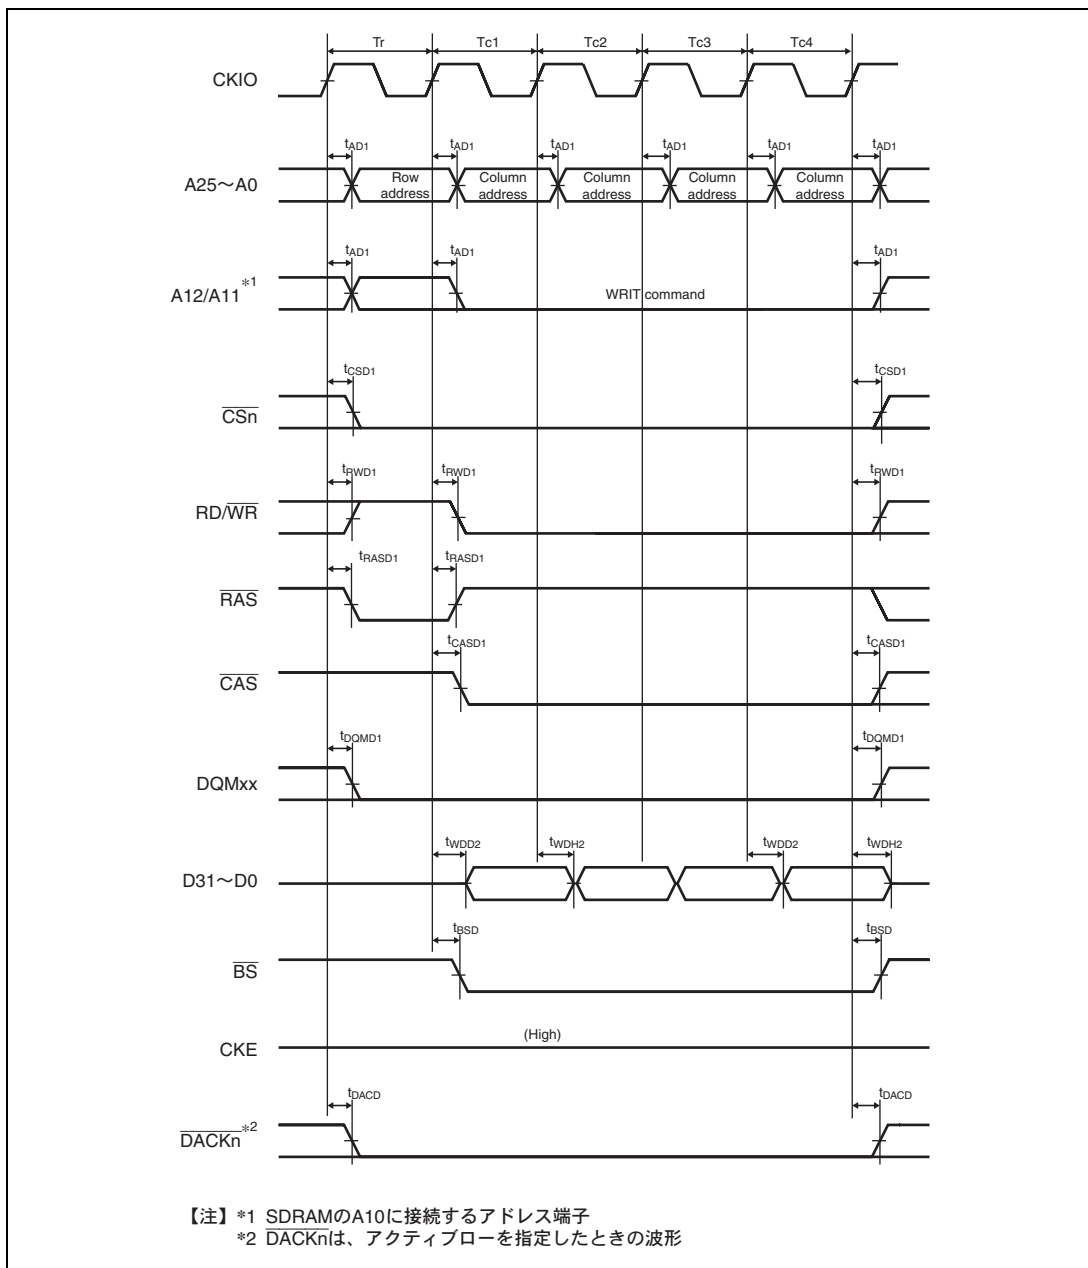 Tr Tc1 Tc2 Tc3 Tc4
CKIO
tAD1 tAD1 tAD1 tAD1 tAD1 tAD1
A25～A0 Row address Column address Column address Column address Column address
tAD1 tAD1 tAD1
A12/A11*1 WRIT command
tCSD1 tCSD1
CSn
tRWD1 tRWD1 tRWD1
RD/WR
tRASD1 tRASD1
RAS
tCASD1 tCASD1
CAS
tDQMD1 tDQMD1
DQMxx
tWDD2 tWDH2 tWDD2 tWDH2
D31～D0
tBSD tBSD
BS
(High)
CKE
tDACD tDACD
DACKn*2
【注】*1 SDRAMのA10に接続するアドレス端子
*2 DACKnは、アクティブローを指定したときの波形